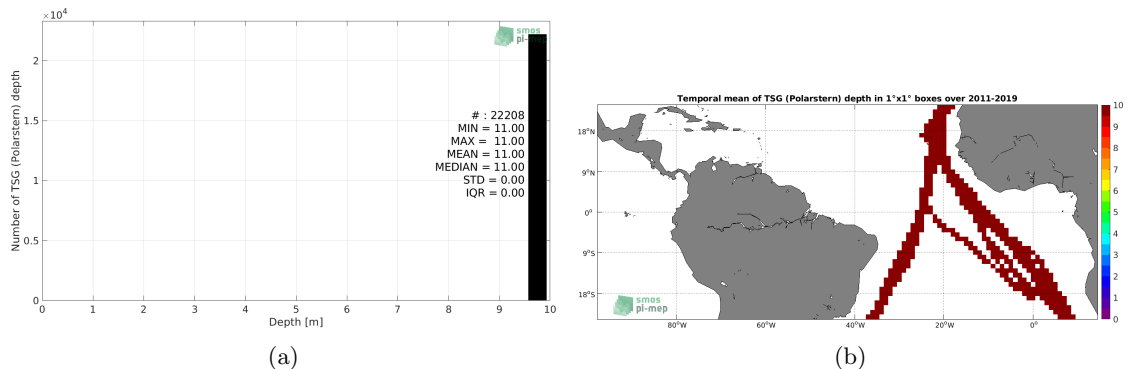 ×10⁴
smos
pi-mep
2
1.5
1
0.5
0
Number of TSG (Polarstern) depth
# : 22208
MIN = 11.00
MAX = 11.00
MEAN = 11.00
MEDIAN = 11.00
STD = 0.00
IQR = 0.00
0 1 2 3 4 5 6 7 8 9 10
Depth [m]
(a)
Temporal mean of TSG (Polarstern) depth in 1°x1° boxes over 2011-2019
18°N
9°N
0°
9°S
18°S
80°W 60°W 40°W 20°W 0°
smos
pi-mep
10
9
8
7
6
5
4
3
2
1
0
(b)